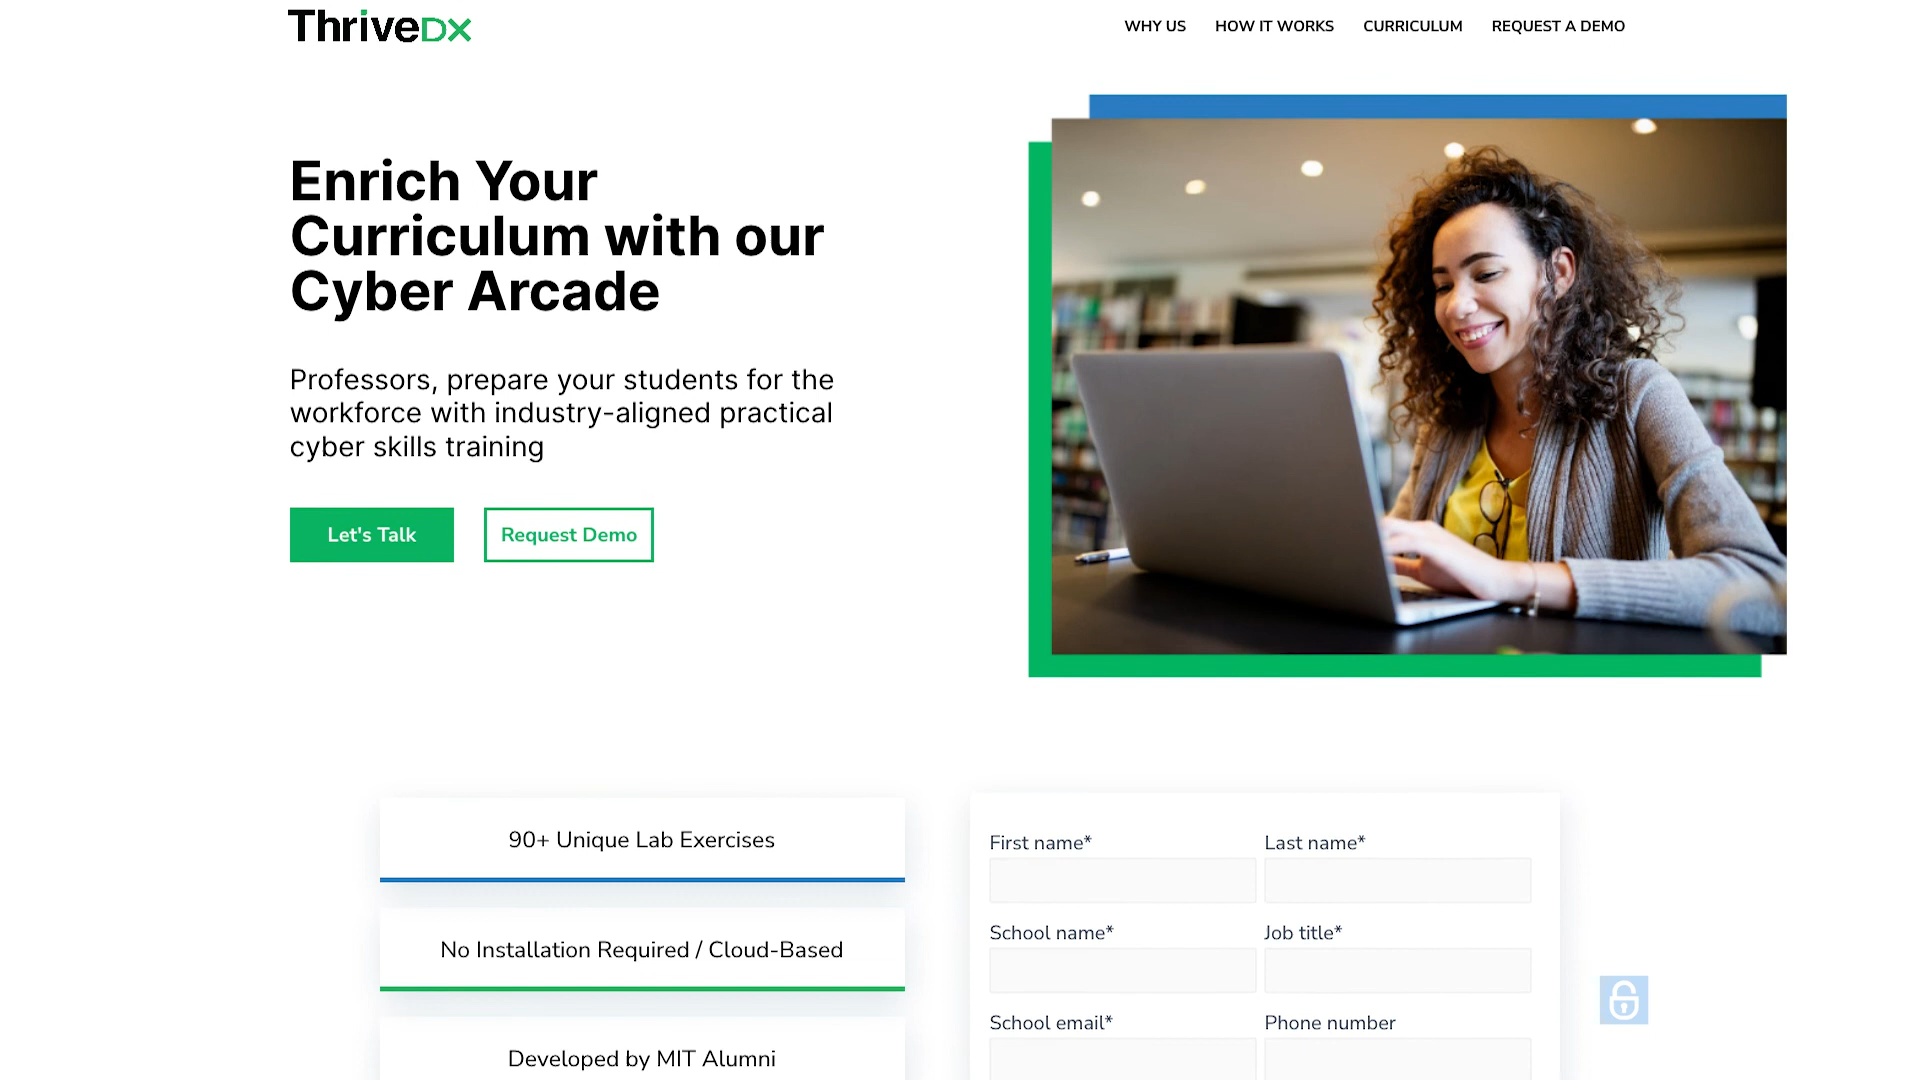 ThriveDX
WHY US
HOW IT WORKS
CURRICULUM
REQUEST A DEMO
Enrich Your
Curriculum with our
Cyber Arcade
Professors, prepare your students for the
workforce with industry-aligned practical
cyber skills training
Let's Talk
Request Demo
90+ Unique Lab Exercises
No Installation Required / Cloud-Based
Developed by MIT Alumni
First name*
Last name*
School name*
Job title*
School email*
Phone number